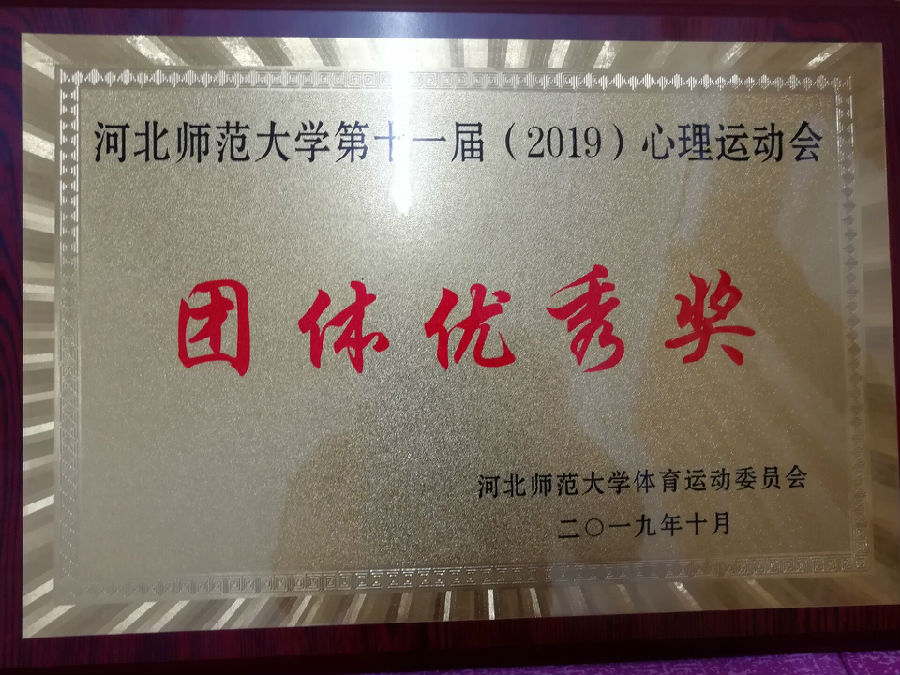 河北师范大学第十一届（2019）心理运动会
团体优秀奖
河北师范大学体育运动委员会
二〇一九年十月